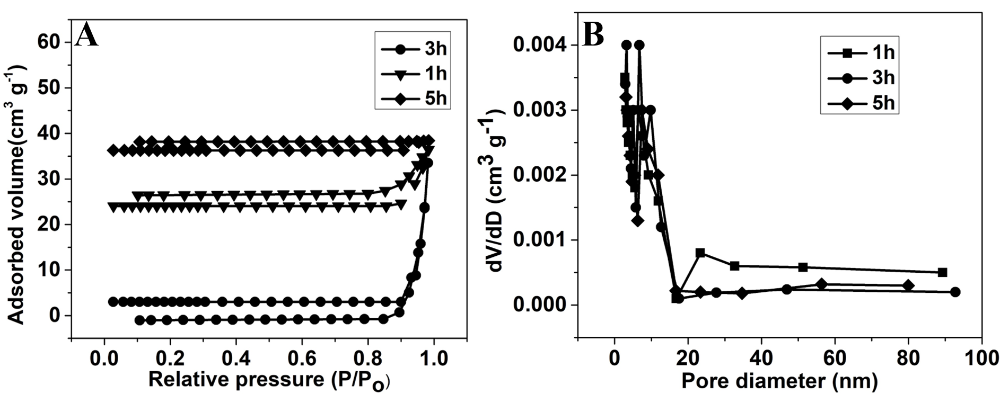 A
3h
1h
5h
60
50
40
30
20
10
0
Adsorbed volume(cm³ g⁻¹)
0.0 0.2 0.4 0.6 0.8 1.0
Relative pressure (P/P₀)
B
1h
3h
5h
0.004
0.003
0.002
0.001
0.000
dV/dD (cm³ g⁻¹)
0 20 40 60 80 100
Pore diameter (nm)